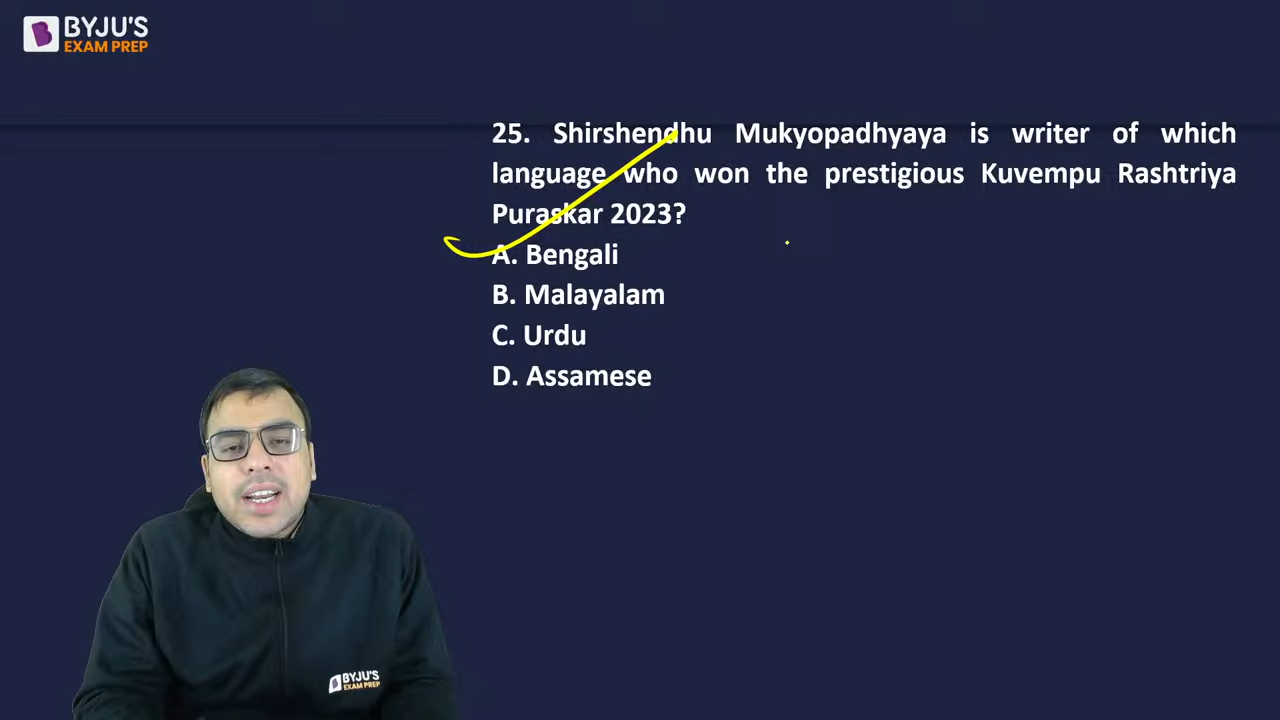 BYJU'S
EXAM PREP
25. Shirshendhu Mukyopadhyaya is writer of which
language who won the prestigious Kuvempu Rashtriya
Puraskar 2023?
A. Bengali
B. Malayalam
C. Urdu
D. Assamese
BYJU'S
EXAM PREP